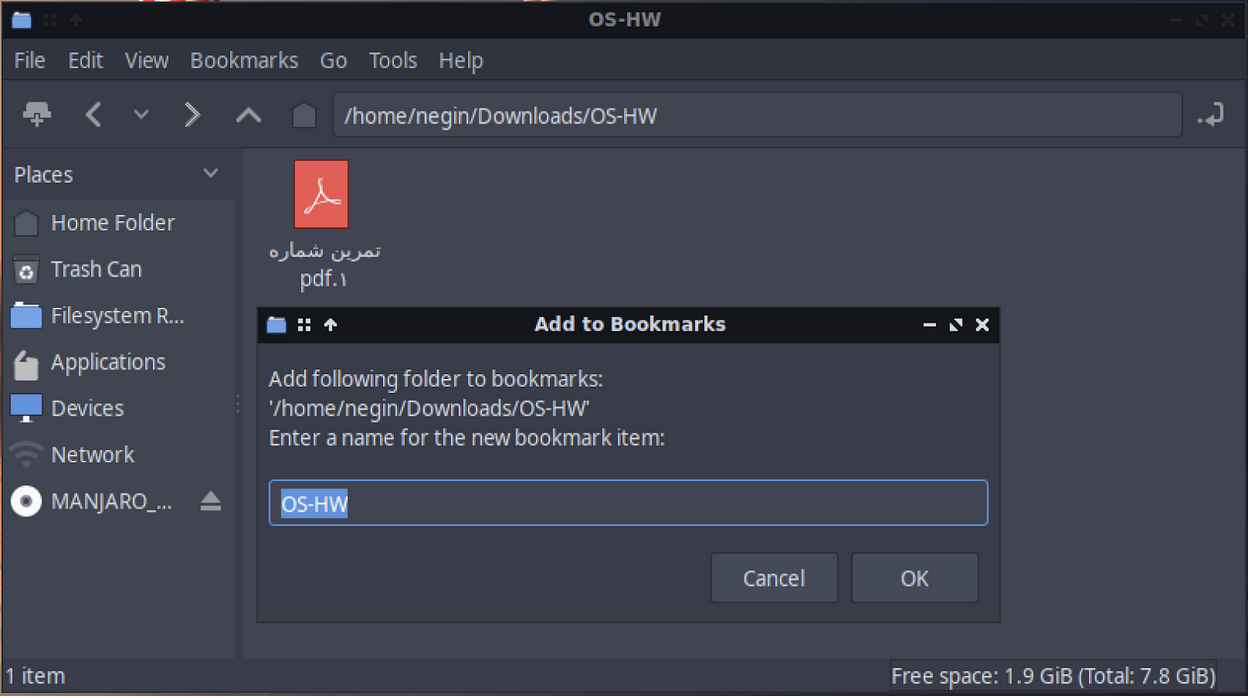 OS-HW
File Edit View Bookmarks Go Tools Help
/home/negin/Downloads/OS-HW
Places
Home Folder
Trash Can
Filesystem R...
Applications
Devices
Network
MANJARO_...
تمرین شماره
۱.pdf
Add to Bookmarks
Add following folder to bookmarks:
'/home/negin/Downloads/OS-HW'
Enter a name for the new bookmark item:
OS-HW
Cancel OK
1 item
Free space: 1.9 GiB (Total: 7.8 GiB)